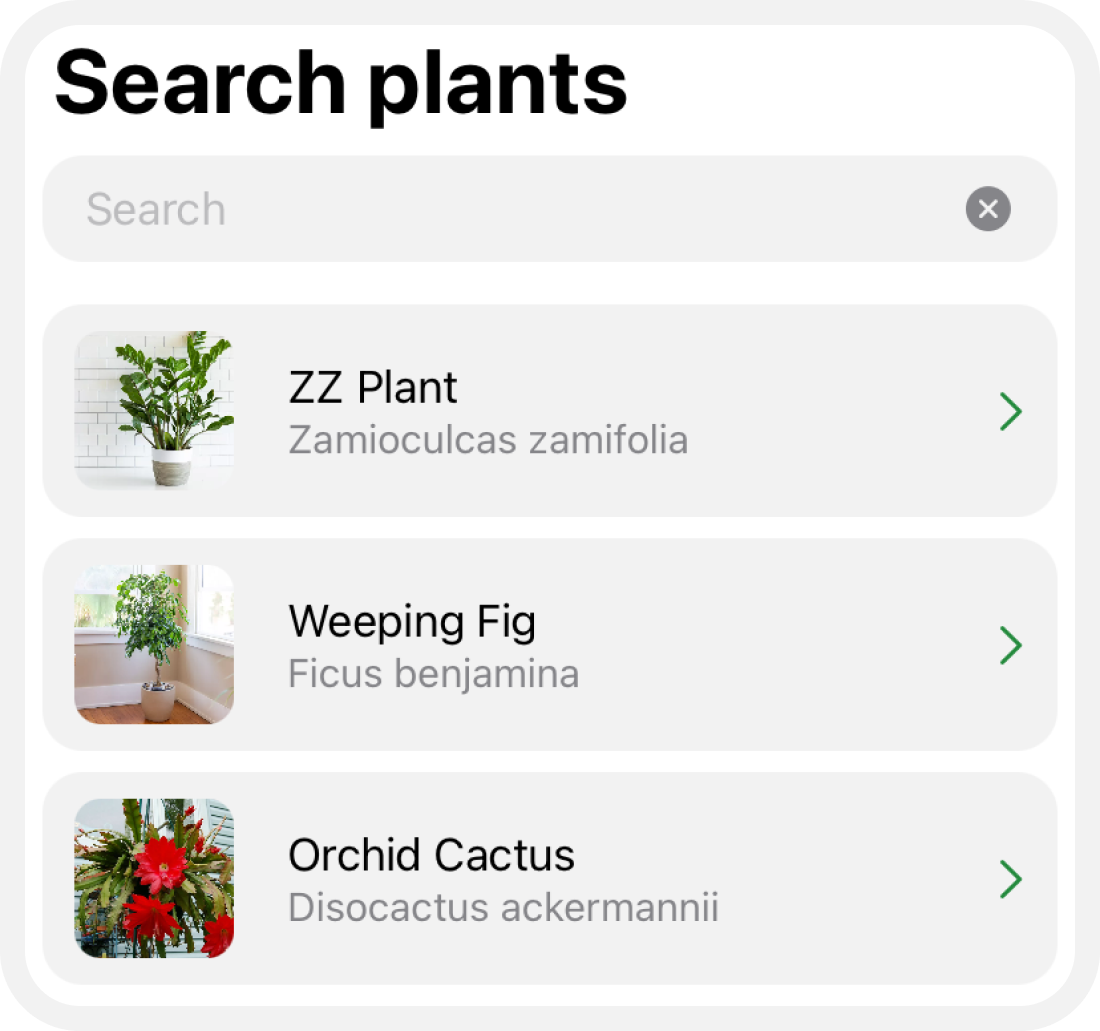 Search plants
Search
ZZ Plant
Zamioculcas zamifolia
Weeping Fig
Ficus benjamina
Orchid Cactus
Disocactus ackermannii